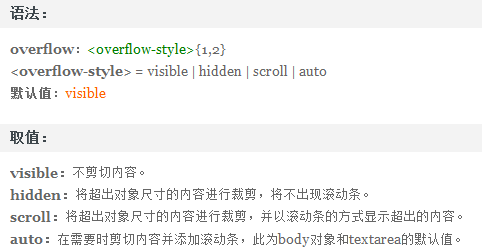 语法：
overflow：<overflow-style>{1,2}
<overflow-style> = visible | hidden | scroll | auto
默认值：visible
取值：
visible：不剪切内容。
hidden：将超出对象尺寸的内容进行裁剪，将不出现滚动条。
scroll：将超出对象尺寸的内容进行裁剪，并以滚动条的方式显示超出的内容。
auto：在需要时剪切内容并添加滚动条，此为body对象和textarea的默认值。